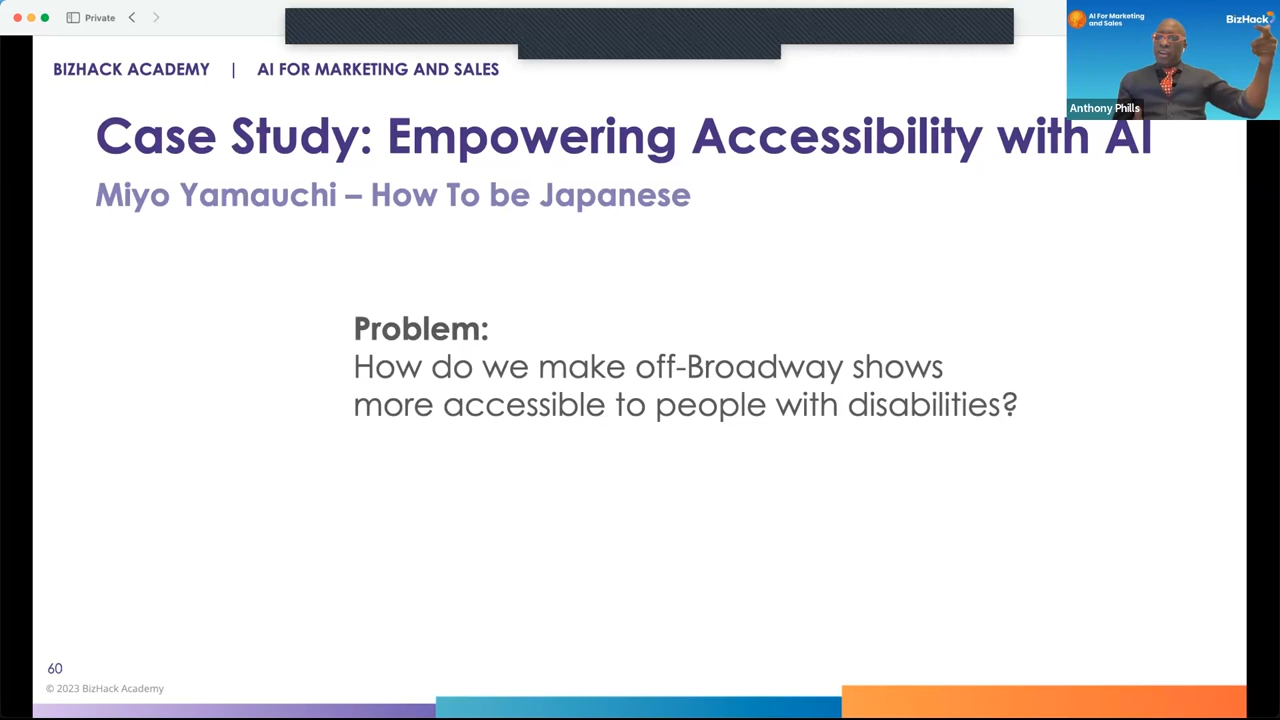 Private
AI For Marketing
and Sales
BizHack
Anthony Phills
BIZHACK ACADEMY | AI FOR MARKETING AND SALES
Case Study: Empowering Accessibility with AI
Miyo Yamauchi – How To be Japanese
Problem:
How do we make off-Broadway shows
more accessible to people with disabilities?
60
© 2023 BizHack Academy